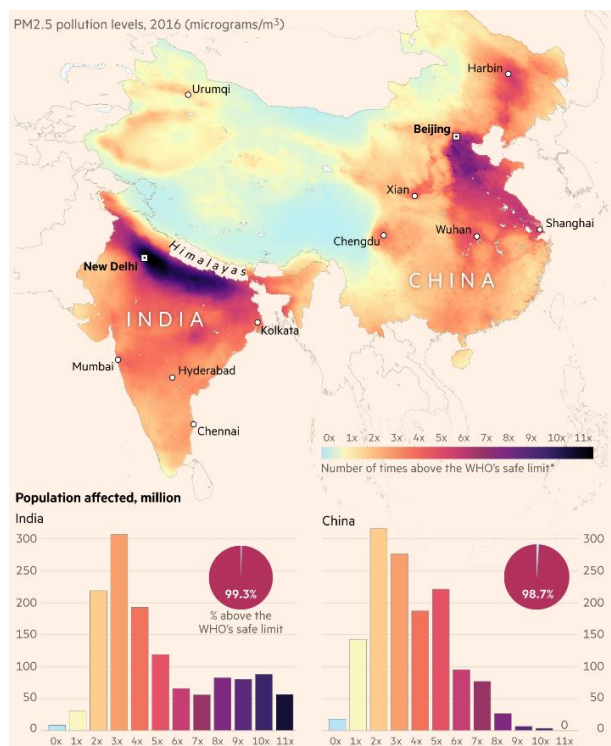 PM2.5 pollution levels, 2016 (micrograms/m³)
Harbin
Urumqi
Beijing
Xian
Shanghai
Wuhan
Chengdu
Himalayas
New Delhi
CHINA
INDIA
Kolkata
Mumbai
Hyderabad
Chennai
0x 1x 2x 3x 4x 5x 6x 7x 8x 9x 10x 11x
Number of times above the WHO's safe limit*
Population affected, million
India
300
250
200
150
100
50
0
99.3%
% above the
WHO's safe limit
0x 1x 2x 3x 4x 5x 6x 7x 8x 9x 10x 11x
China
98.7%
300
250
200
150
100
50
0
0
0x 1x 2x 3x 4x 5x 6x 7x 8x 9x 10x 11x